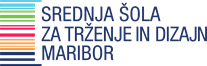 SREDNJA ŠOLA
ZA TRŽENJE IN DIZAJN
MARIBOR